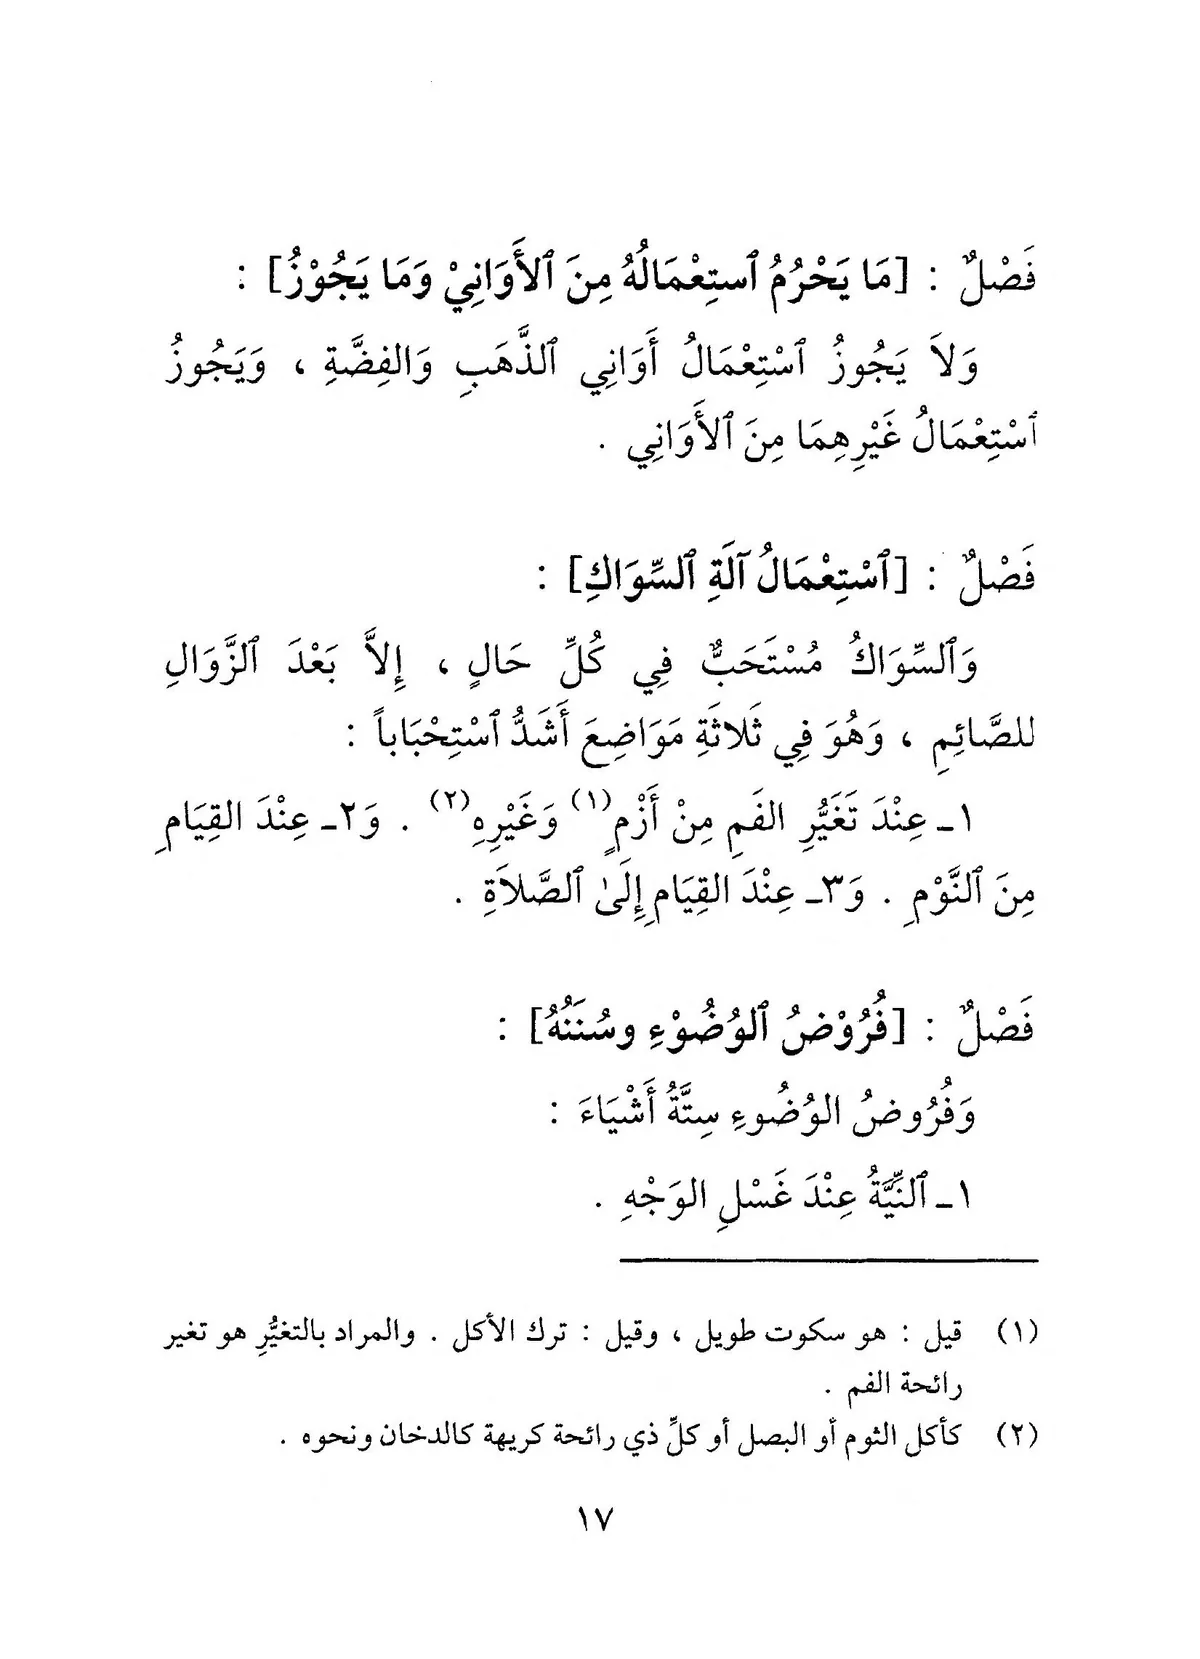 فَصْلٌ : [مَا يَحْرُمُ ٱستِعْمَالُهُ مِنَ ٱلأَوَانِيْ وَمَا يَجُوْزُ] :
وَلاَ يَجُوزُ ٱسْتِعْمَالُ أَوَانِي ٱلذَّهَبِ وَالفِضَّةِ ، وَيَجُوزُ
ٱسْتِعْمَالُ غَيْرِهِمَا مِنَ ٱلأَوَانِي .
فَصْلٌ : [ٱسْتِعْمَالُ آلَةِ ٱلسِّوَاكِ] :
وَٱلسِّوَاكُ مُسْتَحَبٌّ فِي كُلِّ حَالٍ ، إِلاَّ بَعْدَ ٱلزَّوَالِ
للصَّائِمِ ، وَهُوَ فِي ثَلاثَةِ مَوَاضِعَ أَشَدُّ ٱسْتِحْبَاباً :
١ـ عِنْدَ تَغَيُّرِ الفَمِ مِنْ أَزْمٍ(١) وَغَيْرِهِ(٢) . وَ٢ـ عِنْدَ القِيَامِ
مِنَ ٱلنَّوْمِ . وَ٣ـ عِنْدَ القِيَامِ إِلَىٰ ٱلصَّلاَةِ .
فَصْلٌ : [فُرُوْضُ ٱلوُضُوْءِ وسُنَنُهُ] :
وَفُرُوضُ الوُضُوءِ سِتَّةُ أَشْيَاءَ :
١ـ ٱلنِّيَّةُ عِنْدَ غَسْلِ الوَجْهِ .
(١) قيل : هو سكوت طويل ، وقيل : ترك الأكل . والمراد بالتغيُّرِ هو تغير
رائحة الفم .
(٢) كأكل الثوم أو البصل أو كلِّ ذي رائحة كريهة كالدخان ونحوه .
١٧